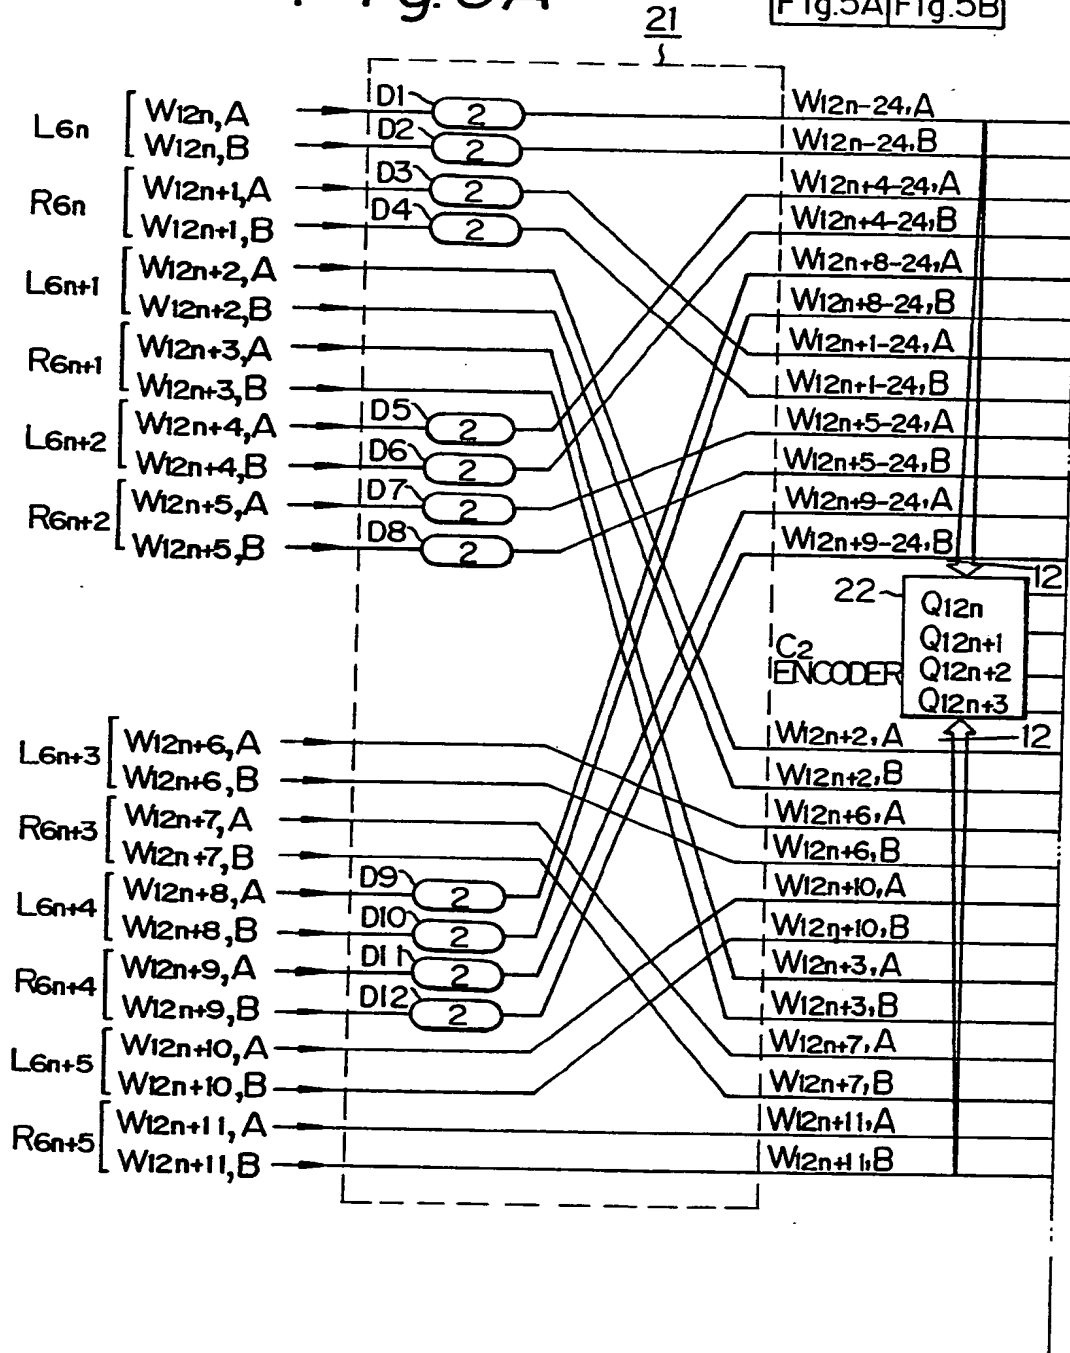 Fig.5A
Fig.5A Fig.5B
21
L6n
W12n,A
W12n,B
R6n
W12n+1,A
W12n+1,B
L6n+1
W12n+2,A
W12n+2,B
R6n+1
W12n+3,A
W12n+3,B
L6n+2
W12n+4,A
W12n+4,B
R6n+2
W12n+5,A
W12n+5,B
L6n+3
W12n+6,A
W12n+6,B
R6n+3
W12n+7,A
W12n+7,B
L6n+4
W12n+8,A
W12n+8,B
R6n+4
W12n+9,A
W12n+9,B
L6n+5
W12n+10,A
W12n+10,B
R6n+5
W12n+11,A
W12n+11,B
D1 2
D2 2
D3 2
D4 2
D5 2
D6 2
D7 2
D8 2
D9 2
D10 2
D11 2
D12 2
W12n-24,A
W12n-24,B
W12n+4-24,A
W12n+4-24,B
W12n+8-24,A
W12n+8-24,B
W12n+1-24,A
W12n+1-24,B
W12n+5-24,A
W12n+5-24,B
W12n+9-24,A
W12n+9-24,B
12
22
C2
ENCODER
Q12n
Q12n+1
Q12n+2
Q12n+3
12
W12n+2,A
W12n+2,B
W12n+6,A
W12n+6,B
W12n+10,A
W12n+10,B
W12n+3,A
W12n+3,B
W12n+7,A
W12n+7,B
W12n+11,A
W12n+11,B